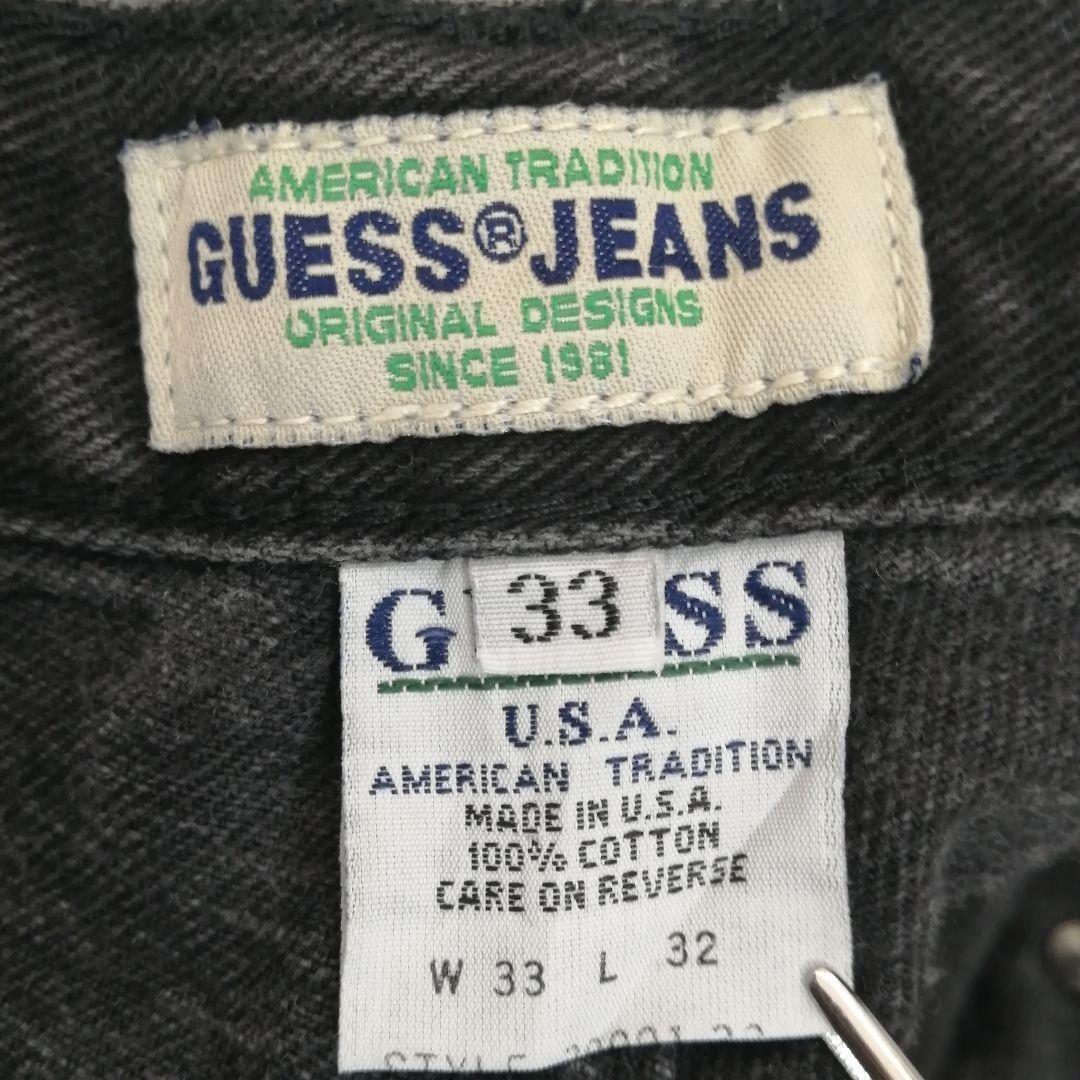 AMERICAN TRADITION
GUESS® JEANS
ORIGINAL DESIGNS
SINCE 1981
33
U.S.A.
AMERICAN TRADITION
MADE IN U.S.A.
100% COTTON
CARE ON REVERSE
W 33 L 32
STYLE